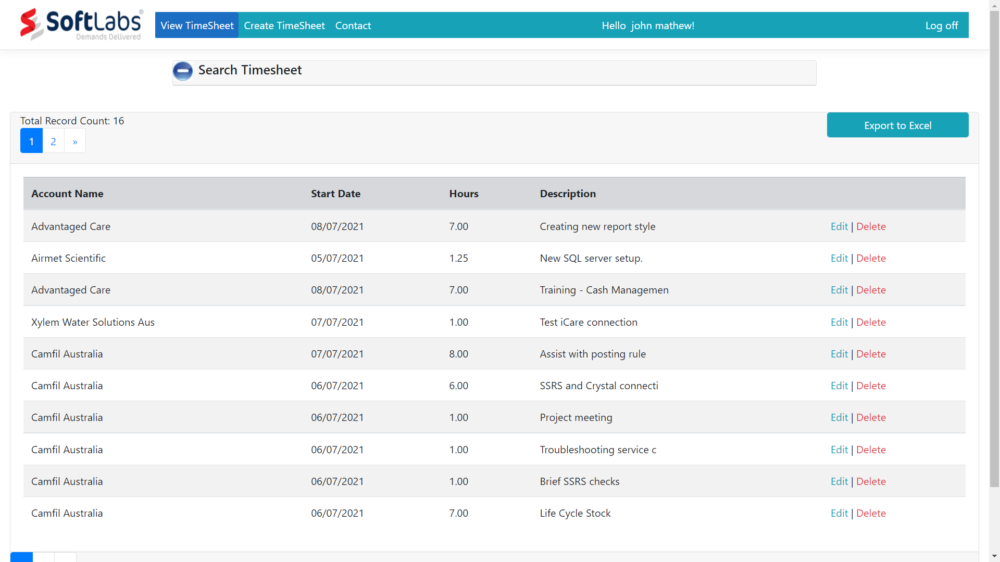 SoftLabs®
Demands Delivered
View TimeSheet Create TimeSheet Contact Hello john mathew! Log off
Search Timesheet
Total Record Count: 16
Export to Excel
1 2 »
Account Name Start Date Hours Description
Advantaged Care 08/07/2021 7.00 Creating new report style Edit | Delete
Airmet Scientific 05/07/2021 1.25 New SQL server setup. Edit | Delete
Advantaged Care 08/07/2021 7.00 Training - Cash Managemen Edit | Delete
Xylem Water Solutions Aus 07/07/2021 1.00 Test iCare connection Edit | Delete
Camfil Australia 07/07/2021 8.00 Assist with posting rule Edit | Delete
Camfil Australia 06/07/2021 6.00 SSRS and Crystal connecti Edit | Delete
Camfil Australia 06/07/2021 1.00 Project meeting Edit | Delete
Camfil Australia 06/07/2021 1.00 Troubleshooting service c Edit | Delete
Camfil Australia 06/07/2021 1.00 Brief SSRS checks Edit | Delete
Camfil Australia 06/07/2021 7.00 Life Cycle Stock Edit | Delete